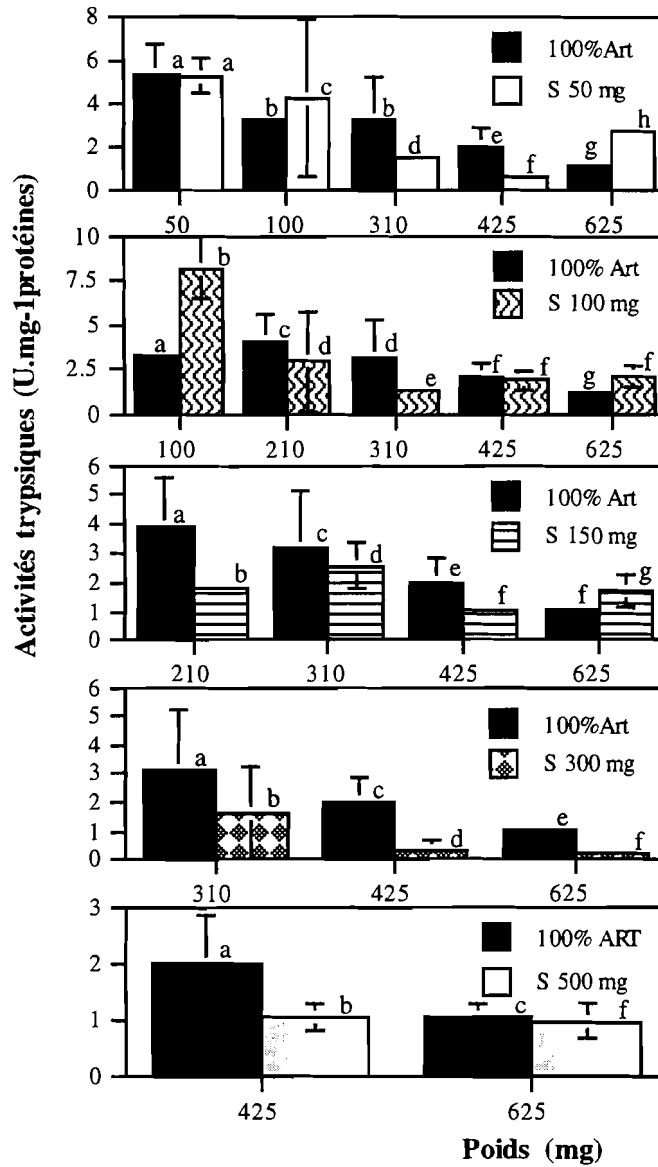 Activités trypsiques (U.mg-1protéines)
8
6
4
2
0
a
a
b
c
b
d
e
f
g
h
100%Art
S 50 mg
50 100 310 425 625
10
7.5
5
2.5
0
a
b
c
d
d
e
f
f
g
f
100% Art
S 100 mg
100 210 310 425 625
6
5
4
3
2
1
0
a
b
c
d
e
f
f
g
100% Art
S 150 mg
210 310 425 625
6
5
4
3
2
1
0
a
b
c
d
e
f
100%Art
S 300 mg
310 425 625
3
2
1
0
a
b
c
f
100% ART
S 500 mg
425 625
Poids (mg)